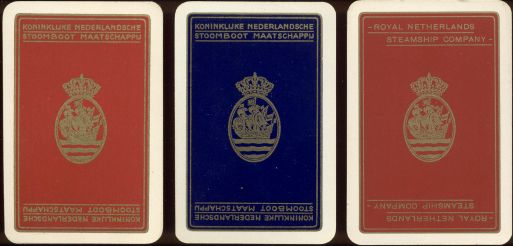 KONINKLIJKE NEDERLANDSCHE
STOOMBOOT MAATSCHAPPIJ
KONINKLIJKE NEDERLANDSCHE
STOOMBOOT MAATSCHAPPIJ
KONINKLIJKE NEDERLANDSCHE
STOOMBOOT MAATSCHAPPIJ
KONINKLIJKE NEDERLANDSCHE
STOOMBOOT MAATSCHAPPIJ
- ROYAL NETHERLANDS
STEAMSHIP COMPANY -
- ROYAL NETHERLANDS
STEAMSHIP COMPANY -